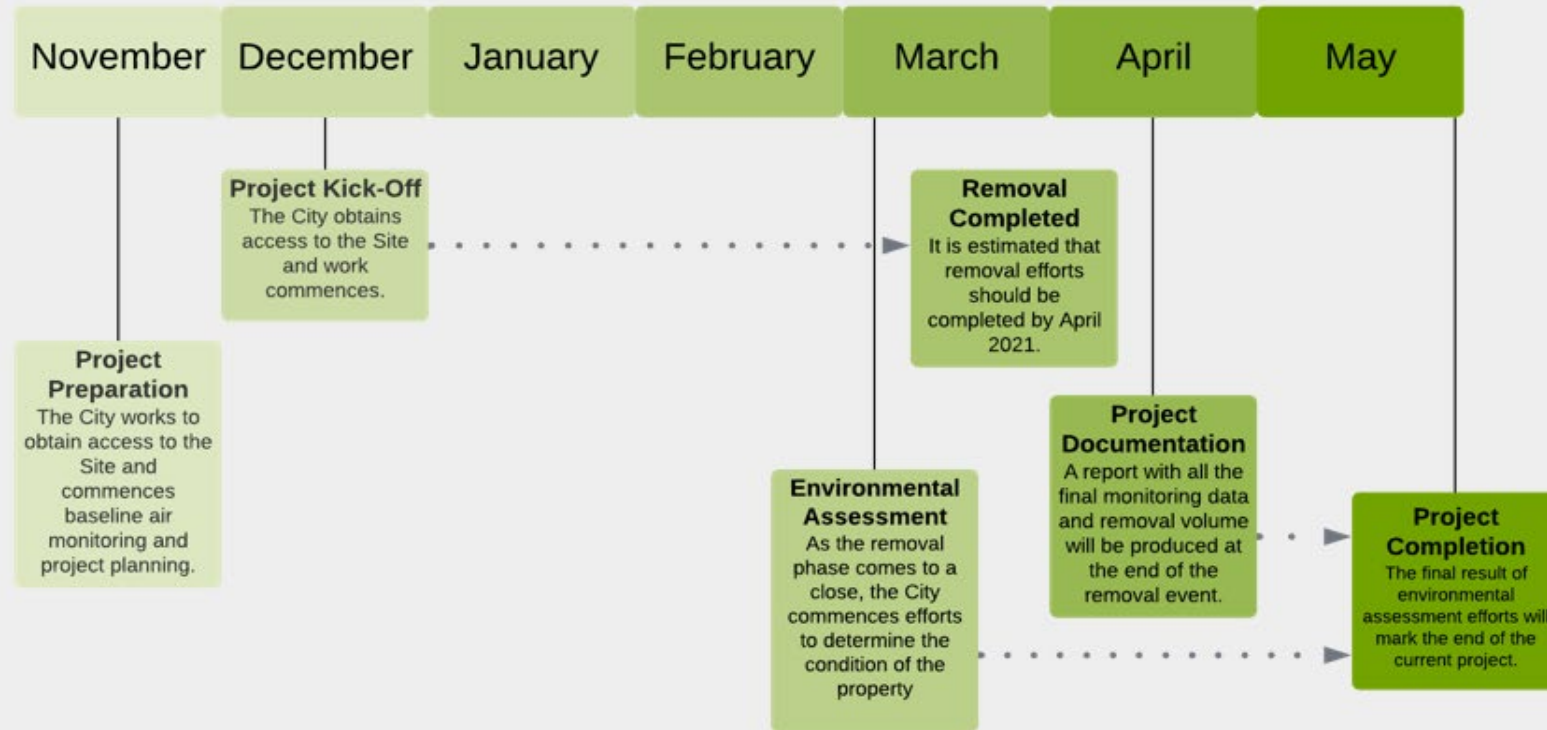 November December January February March April May
Project Kick-Off
The City obtains
access to the Site
and work
commences.
Removal
Completed
It is estimated that
removal efforts
should be
completed by April
2021.
Project
Preparation
The City works to
obtain access to the
Site and
commences
baseline air
monitoring and
project planning.
Project
Documentation
A report with all the
final monitoring data
and removal volume
will be produced at
the end of the
removal event.
Environmental
Assessment
As the removal
phase comes to a
close, the City
commences efforts
to determine the
condition of the
property
Project
Completion
The final result of
environmental
assessment efforts will
mark the end of the
current project.